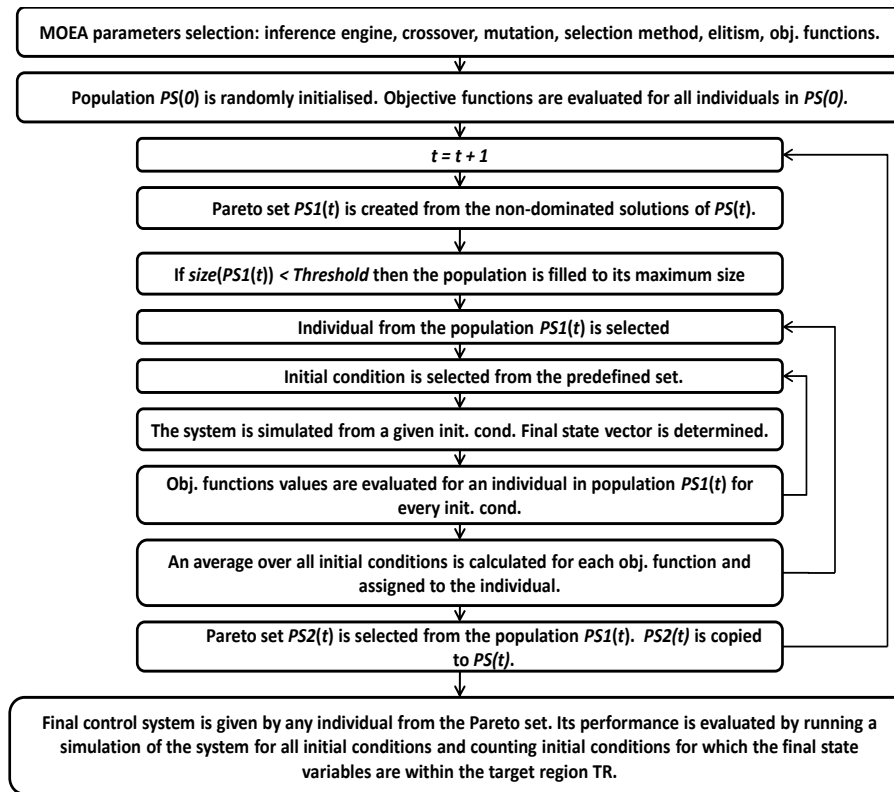 MOEA parameters selection: inference engine, crossover, mutation, selection method, elitism, obj. functions.
Population PS(0) is randomly initialised. Objective functions are evaluated for all individuals in PS(0).
t = t + 1
Pareto set PS1(t) is created from the non-dominated solutions of PS(t).
If size(PS1(t)) < Threshold then the population is filled to its maximum size
Individual from the population PS1(t) is selected
Initial condition is selected from the predefined set.
The system is simulated from a given init. cond. Final state vector is determined.
Obj. functions values are evaluated for an individual in population PS1(t) for
every init. cond.
An average over all initial conditions is calculated for each obj. function and
assigned to the individual.
Pareto set PS2(t) is selected from the population PS1(t). PS2(t) is copied
to PS(t).
Final control system is given by any individual from the Pareto set. Its performance is evaluated by running a
simulation of the system for all initial conditions and counting initial conditions for which the final state
variables are within the target region TR.